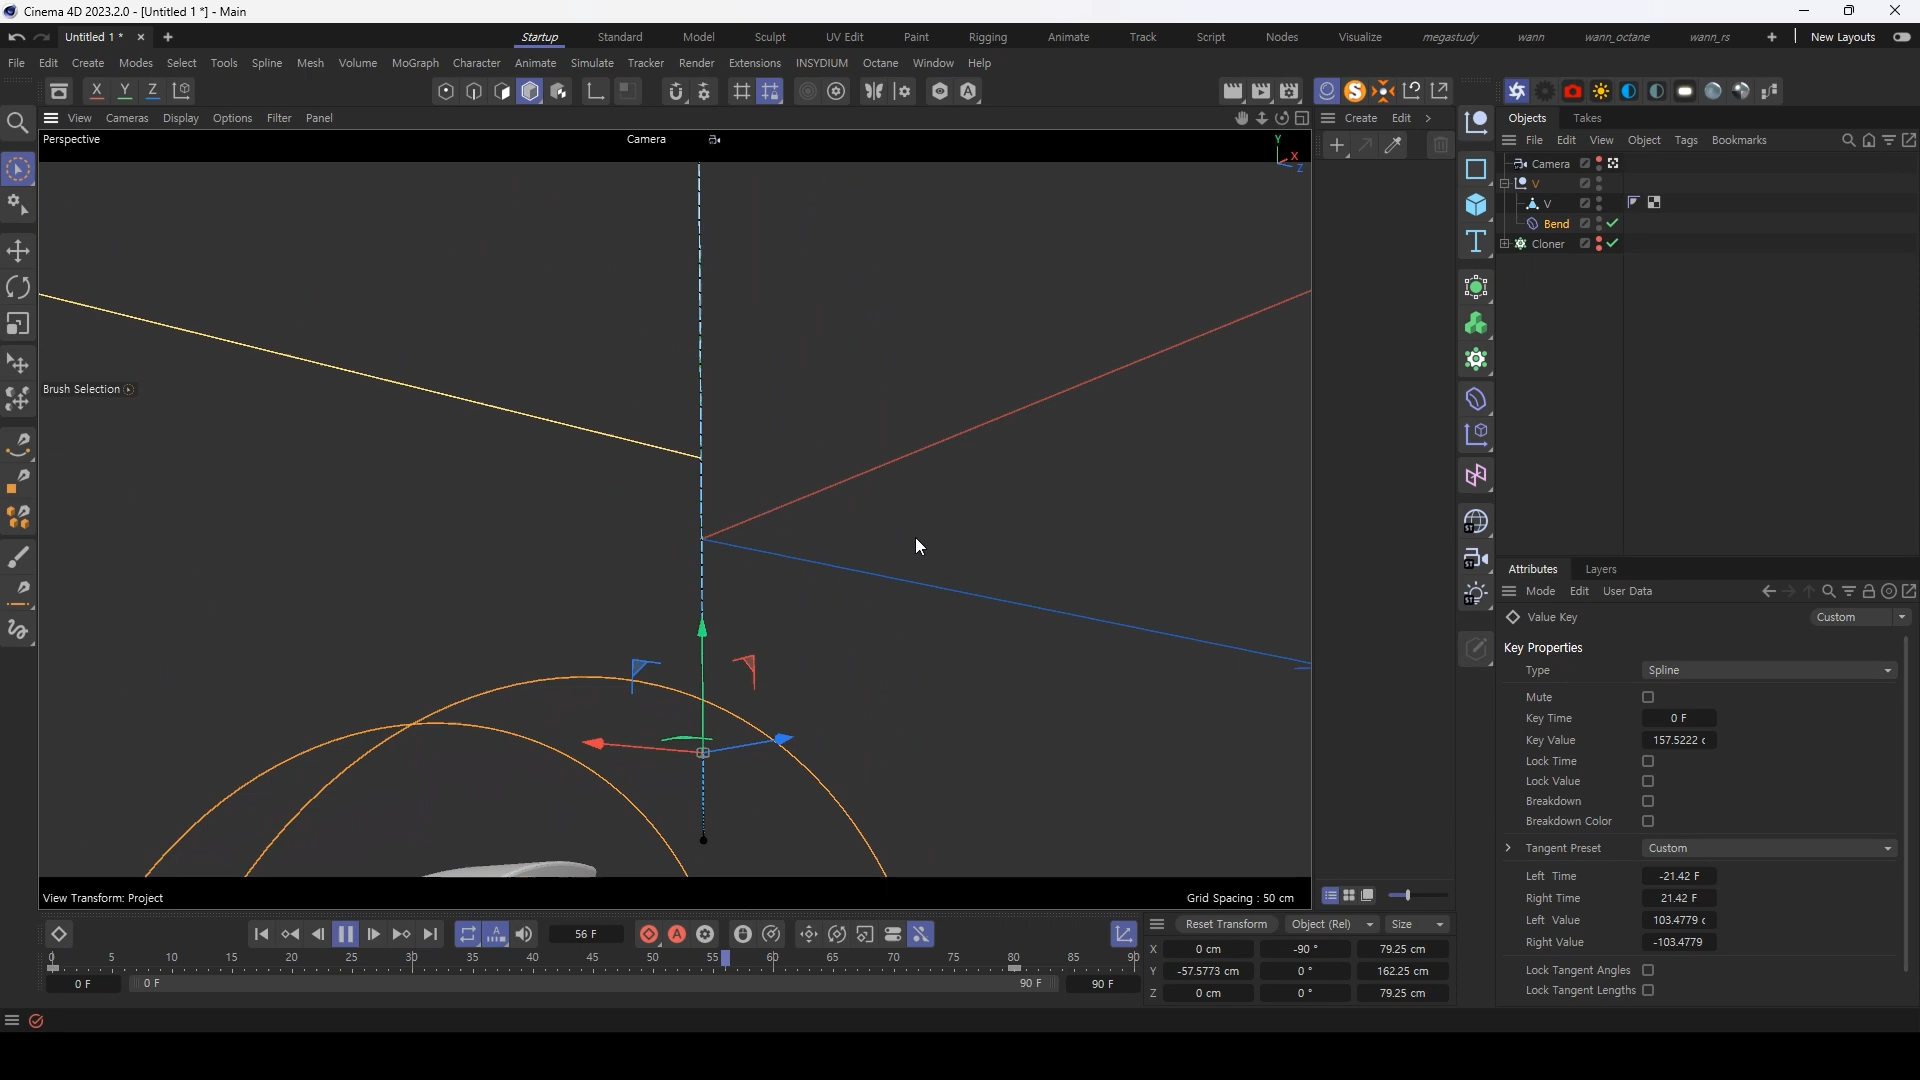 Cinema 4D 2023.2.0 - [Untitled 1 *] - Main
Untitled 1 *
Startup Standard Model Sculpt UV Edit Paint Rigging Animate Track Script Nodes Visualize megastudy wann wann_octane wann_rs New Layouts
File Edit Create Modes Select Tools Spline Mesh Volume MoGraph Character Animate Simulate Tracker Render Extensions INSYDIUM Octane Window Help
X Y Z
View Cameras Display Options Filter Panel
Create Edit
Objects Takes
File Edit View Object Tags Bookmarks
Perspective
Camera
Y
X
Z
Camera
V
V
Bend
Cloner
Brush Selection
Attributes Layers
Mode Edit User Data
Value Key
Custom
Key Properties
Type Spline
Mute
Key Time 0 F
Key Value 157.5222 c
Lock Time
Lock Value
Breakdown
Breakdown Color
Tangent Preset Custom
Left Time -21.42 F
Right Time 21.42 F
Left Value 103.4779 c
Right Value -103.4779
Lock Tangent Angles
Lock Tangent Lengths
View Transform: Project
Grid Spacing : 50 cm
56 F
0 5 10 15 20 25 30 35 40 45 50 55 60 65 70 75 80 85 90
0 F 0 F 90 F 90 F
Reset Transform Object (Rel) Size
X 0 cm -90 ° 79.25 cm
Y -57.5773 cm 0 ° 162.25 cm
Z 0 cm 0 ° 79.25 cm